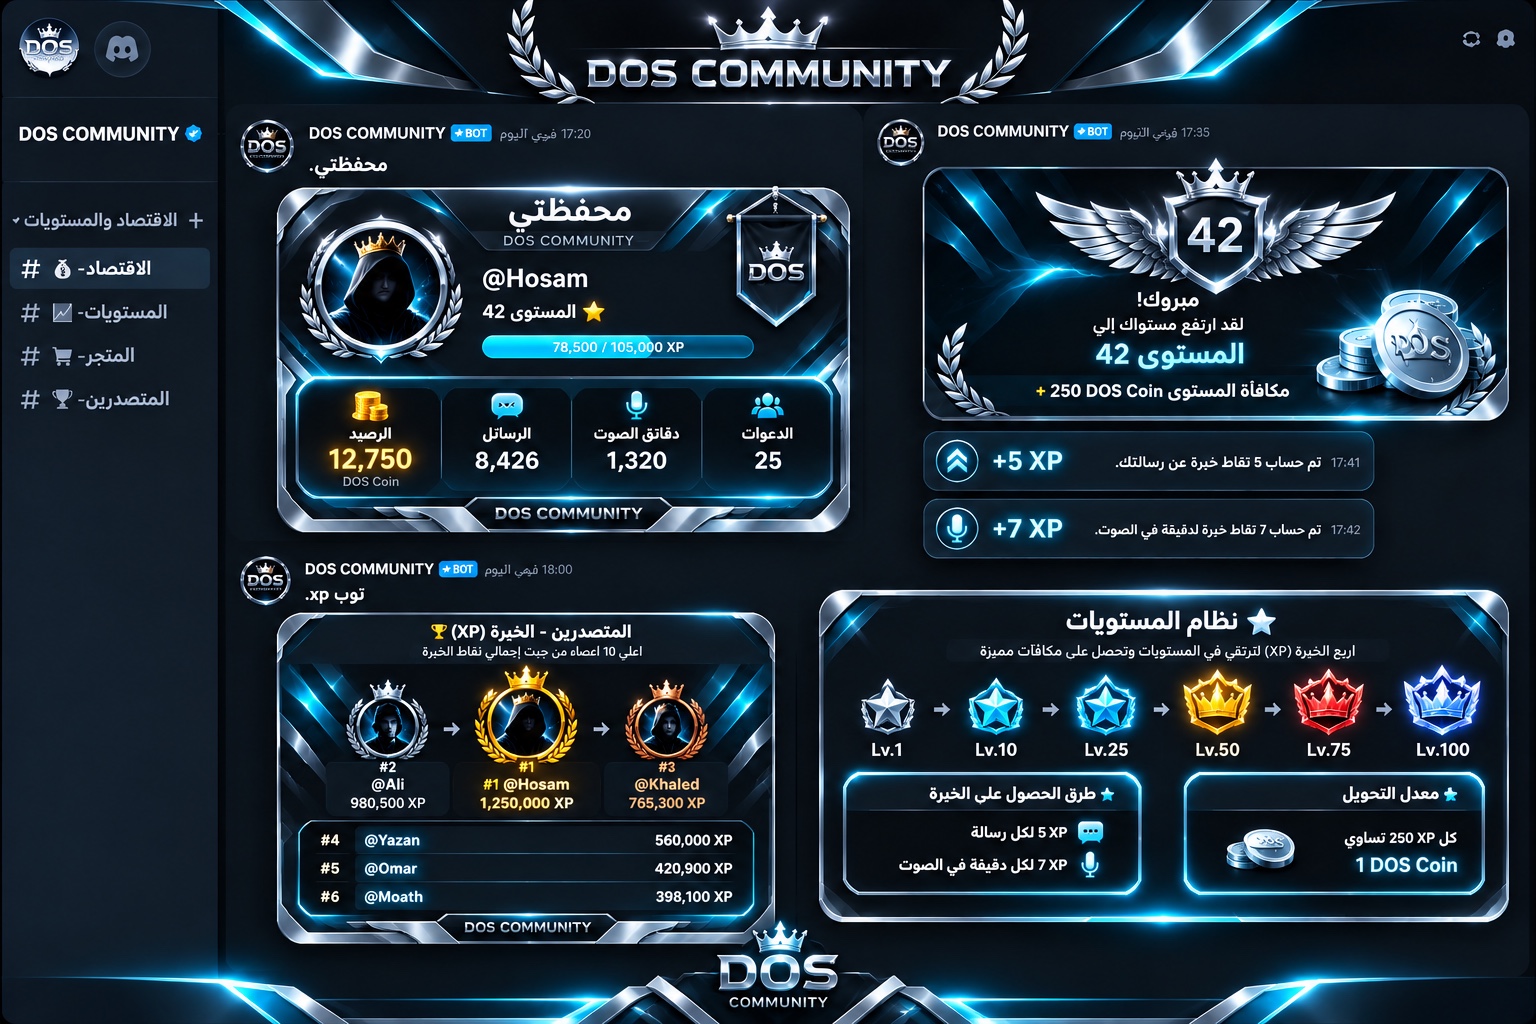 DOS
DOS COMMUNITY
DOS COMMUNITY
الاقتصاد والمستويات +
# الاقتصاد-
# المستويات-
# المتجر-
# المتصدرين-
DOS
DOS COMMUNITY BOT اليوم 17:20
محفظتي.
محفظتي
DOS COMMUNITY
@Hosam
المستوى 42
78,500 / 105,000 XP
DOS
الرصيد
12,750
DOS Coin
الرسائل
8,426
دقائق الصوت
1,320
الدعوات
25
DOS COMMUNITY
DOS
DOS COMMUNITY BOT 17:35
42
مبروك!
لقد ارتفع مستواك إلي
المستوى 42
مكافأة المستوى 250 DOS Coin +
DOS
+5 XP تم حساب 5 تقاط خبرة عن رسالتك. 17:41
+7 XP تم حساب 7 تقاط خبرة لدقيقة في الصوت. 17:42
DOS
DOS COMMUNITY BOT اليوم 18:00
توب xp.
المتصدرين - الخبرة (XP)
اعلي 10 اعضاء من حيت إجمالي نقاط الخبرة
#2
@Ali
980,500 XP
#1
#1 @Hosam
1,250,000 XP
#3
@Khaled
765,300 XP
#4 @Yazan 560,000 XP
#5 @Omar 420,900 XP
#6 @Moath 398,100 XP
DOS COMMUNITY
نظام المستويات
اربع الخبرة (XP) لترتقي في المستويات وتحصل على مكافآت مميزة
Lv.1
Lv.10
Lv.25
Lv.50
Lv.75
Lv.100
طرق الحصول على الخبرة
5 XP لكل رسالة
7 XP لكل دقيقة في الصوت
معدل التحويل
كل 250 XP تساوي
1 DOS Coin
DOS
COMMUNITY